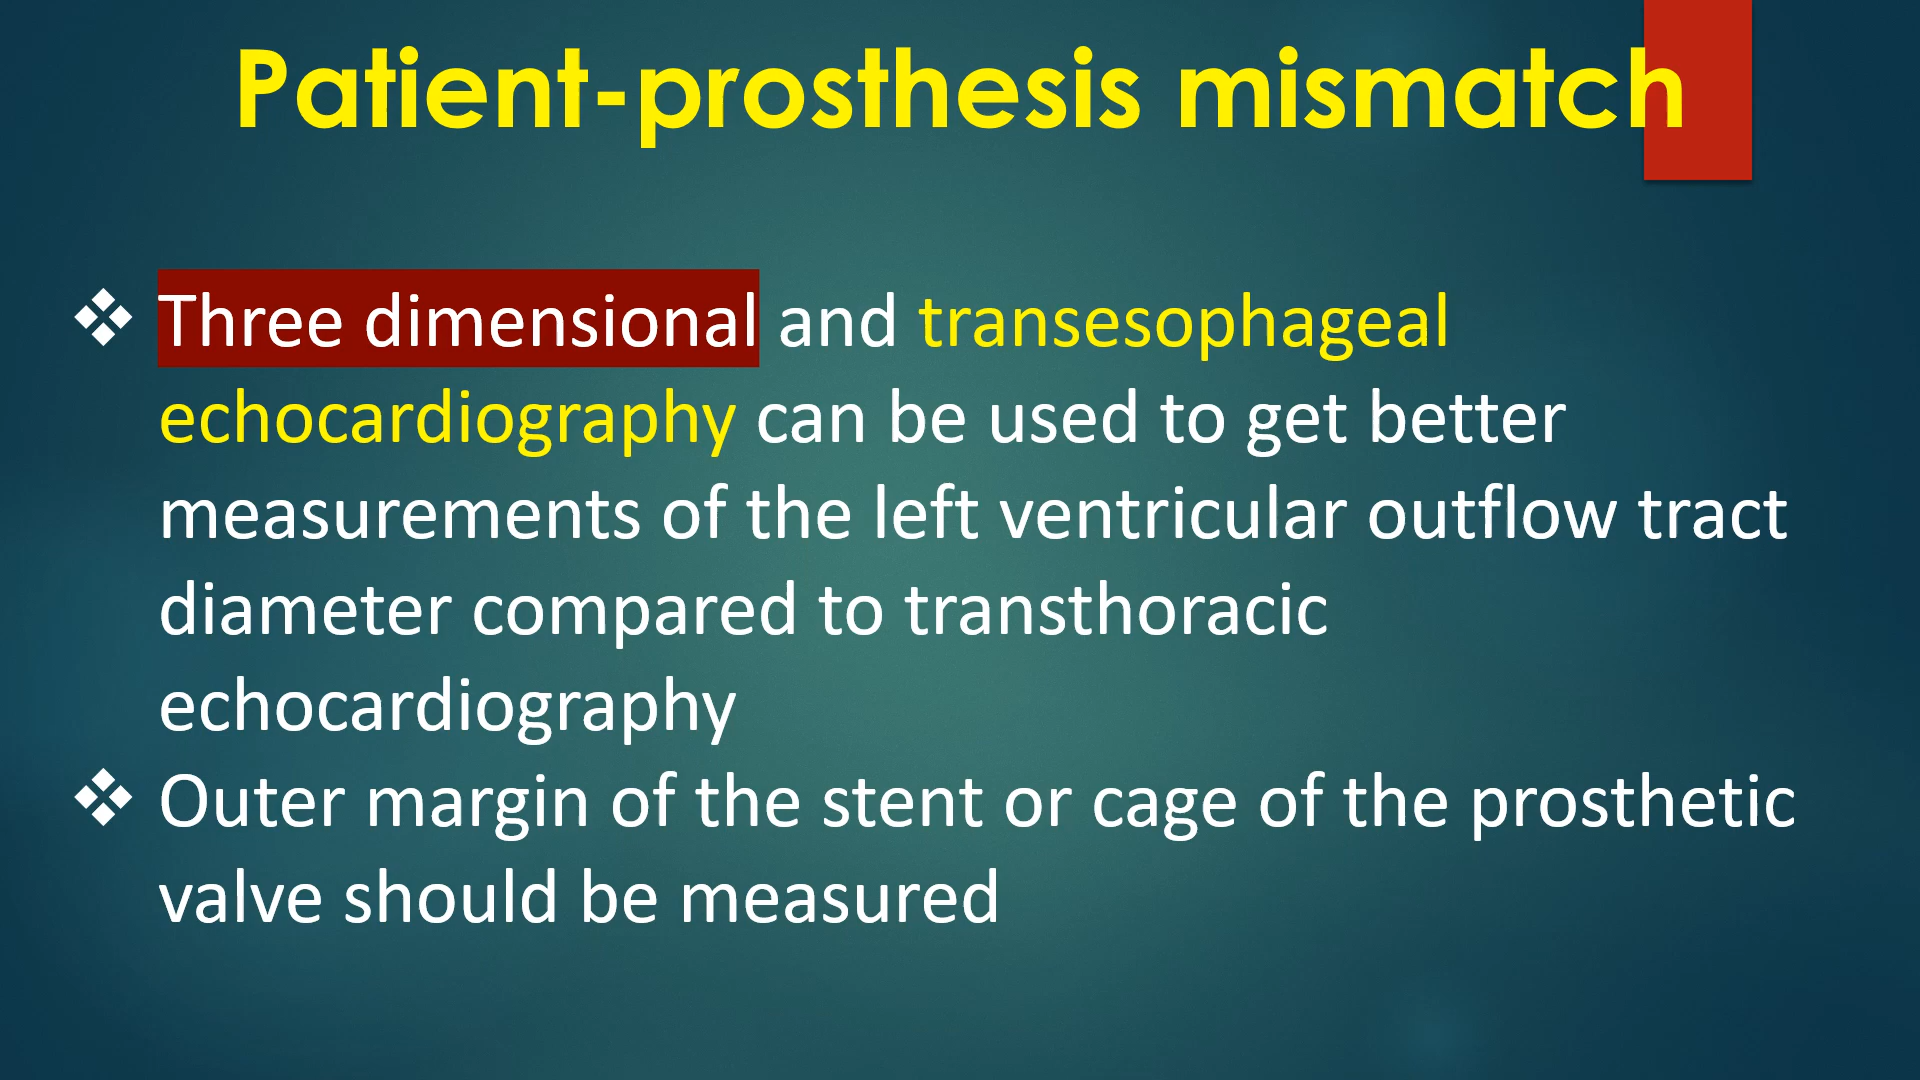 Patient-prosthesis mismatch
❖ Three dimensional and transesophageal
echocardiography can be used to get better
measurements of the left ventricular outflow tract
diameter compared to transthoracic
echocardiography
❖ Outer margin of the stent or cage of the prosthetic
valve should be measured